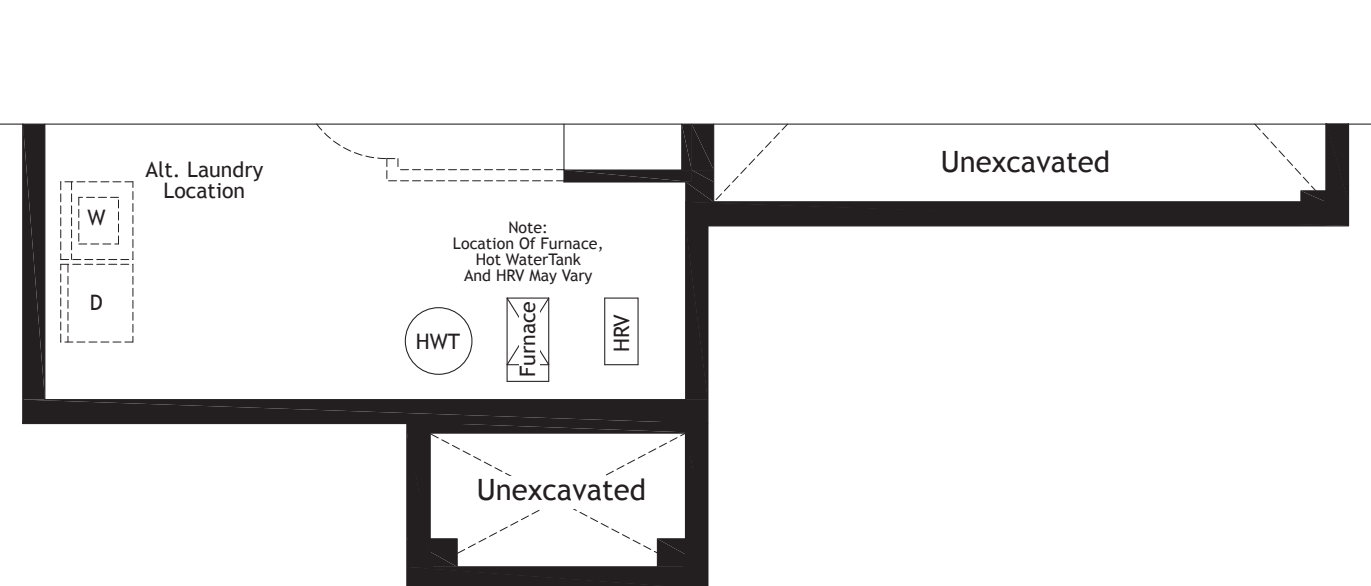 Alt. Laundry
Location
Unexcavated
W
Note:
Location Of Furnace,
Hot WaterTank
And HRV May Vary
D
HWT
Furnace
HRV
Unexcavated